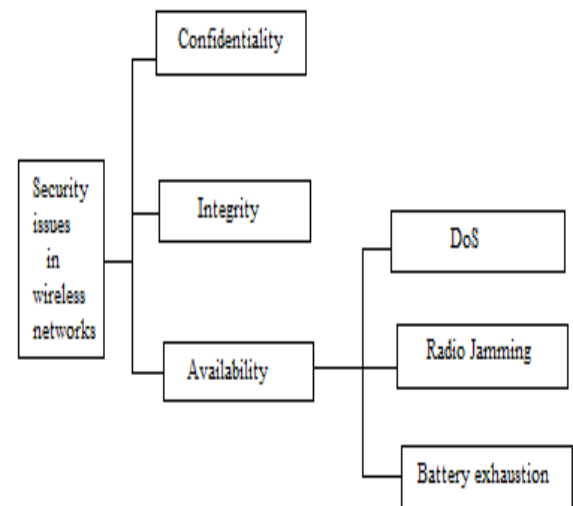 Confidentiality
Security
issues
in
wireless
networks
Integrity
Availability
DoS
Radio Jamming
Battery exhaustion